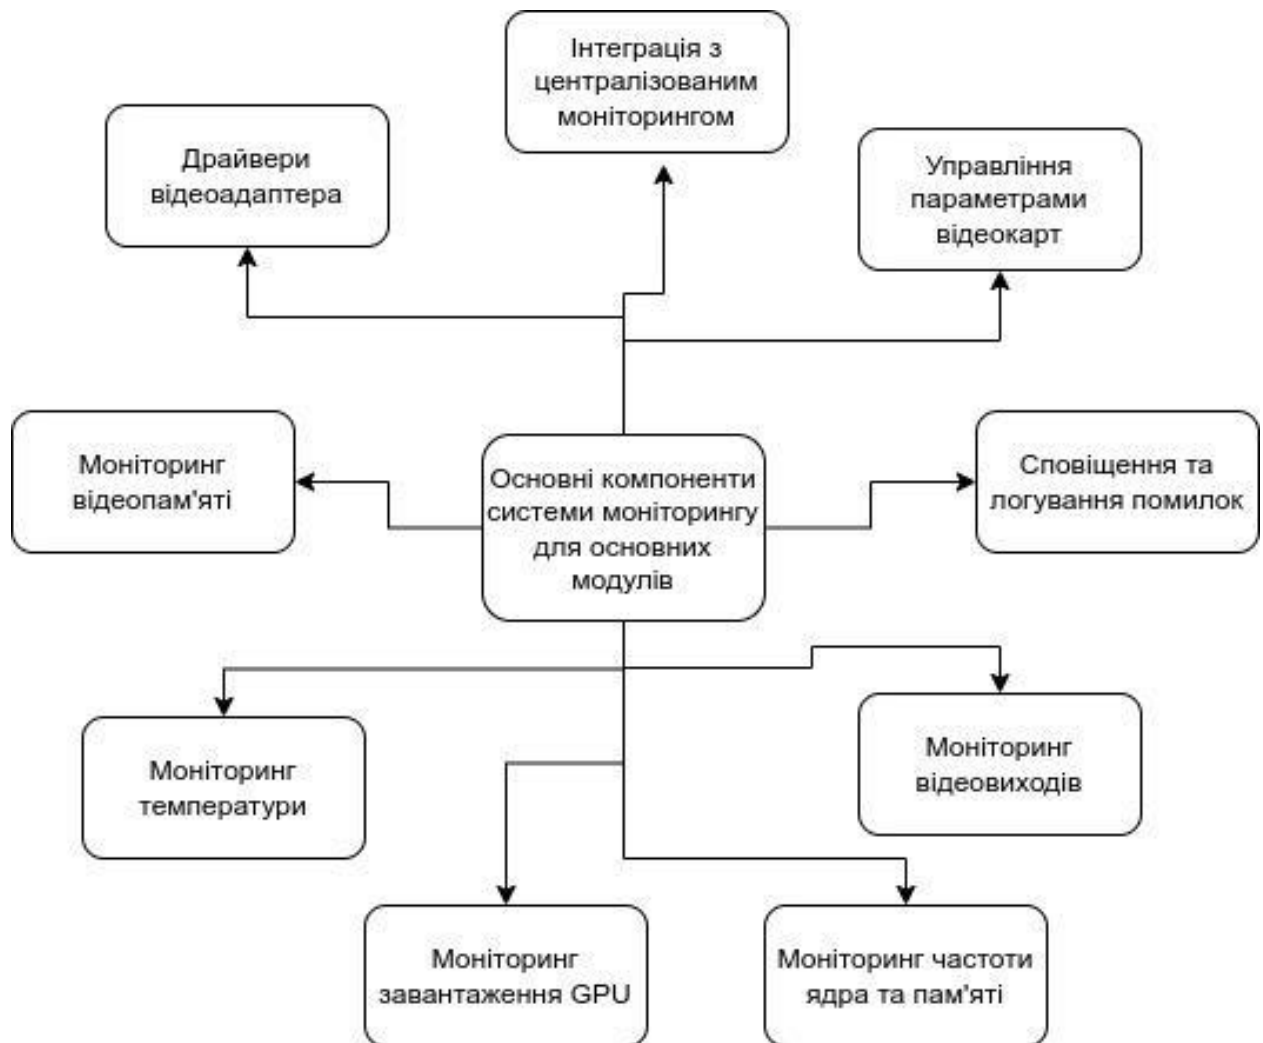 Інтеграція з
централізованим
моніторингом
Драйвери
відеоадаптера
Управління
параметрами
відеокарт
Моніторинг
відеопам'яті
Основні компоненти
системи моніторингу
для основних
модулів
Сповіщення та
логування помилок
Моніторинг
температури
Моніторинг
відеовиходів
Моніторинг
завантаження GPU
Моніторинг частоти
ядра та пам'яті